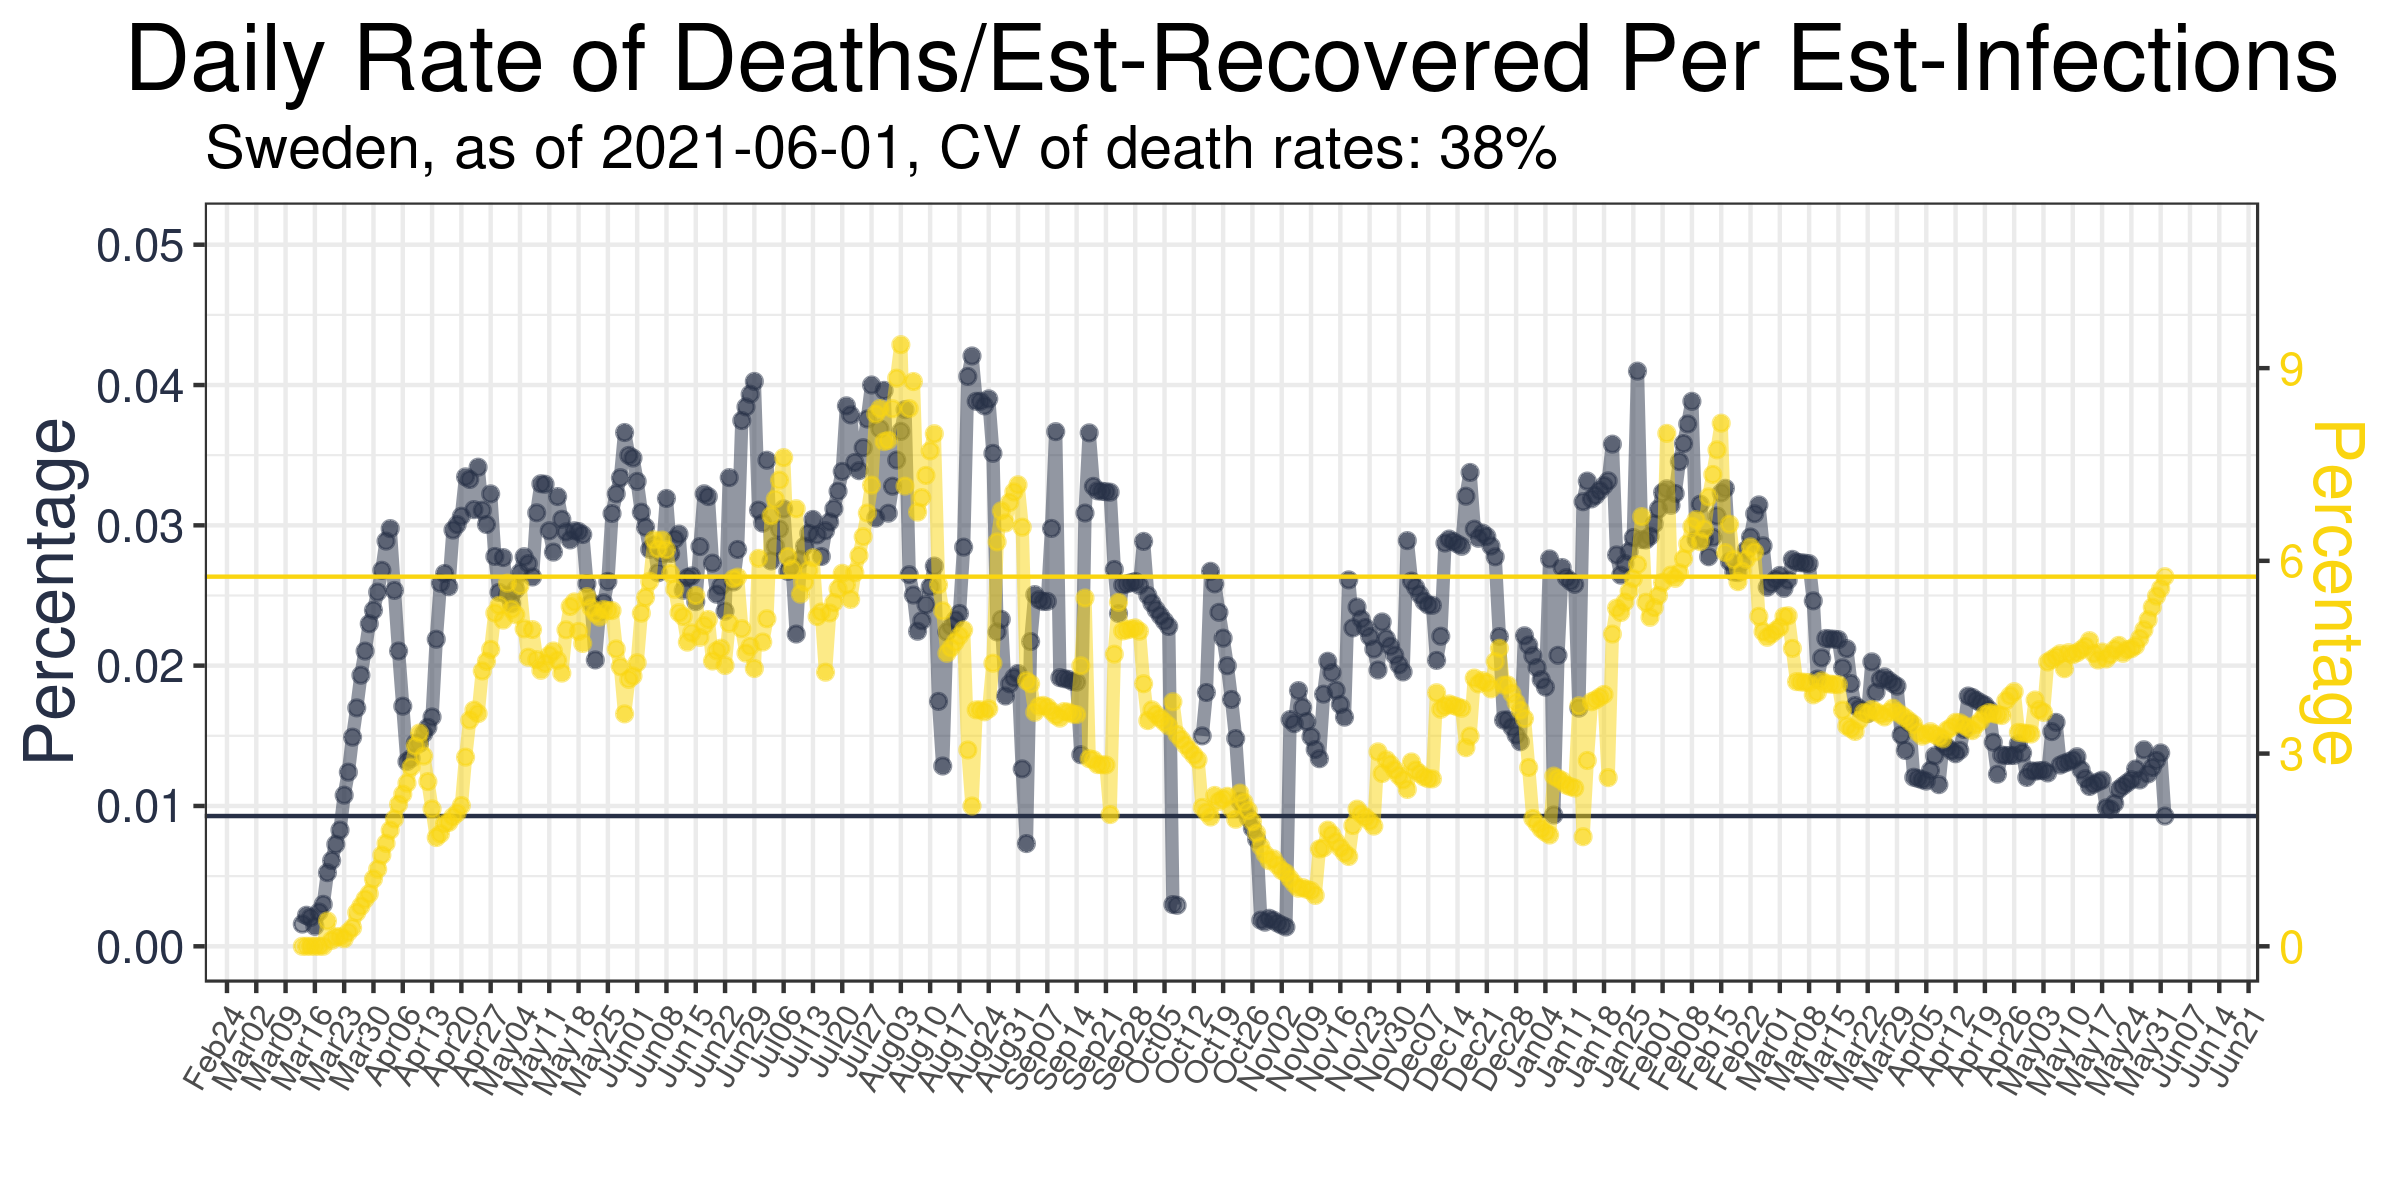 Daily Rate of Deaths/Est-Recovered Per Est-Infections
Sweden, as of 2021-06-01, CV of death rates: 38%
Percentage
0.05
0.04
0.03
0.02
0.01
0.00
9
6
3
0
Percentage
Feb24
Mar02
Mar09
Mar16
Mar23
Mar30
Apr06
Apr13
Apr20
Apr27
May04
May11
May18
May25
Jun01
Jun08
Jun15
Jun22
Jun29
Jul06
Jul13
Jul20
Jul27
Aug03
Aug10
Aug17
Aug24
Aug31
Sep07
Sep14
Sep21
Sep28
Oct05
Oct12
Oct19
Oct26
Nov02
Nov09
Nov16
Nov23
Nov30
Dec07
Dec14
Dec21
Dec28
Jan04
Jan11
Jan18
Jan25
Feb01
Feb08
Feb15
Feb22
Mar01
Mar08
Mar15
Mar22
Mar29
Apr05
Apr12
Apr19
Apr26
May03
May10
May17
May24
May31
Jun07
Jun14
Jun21